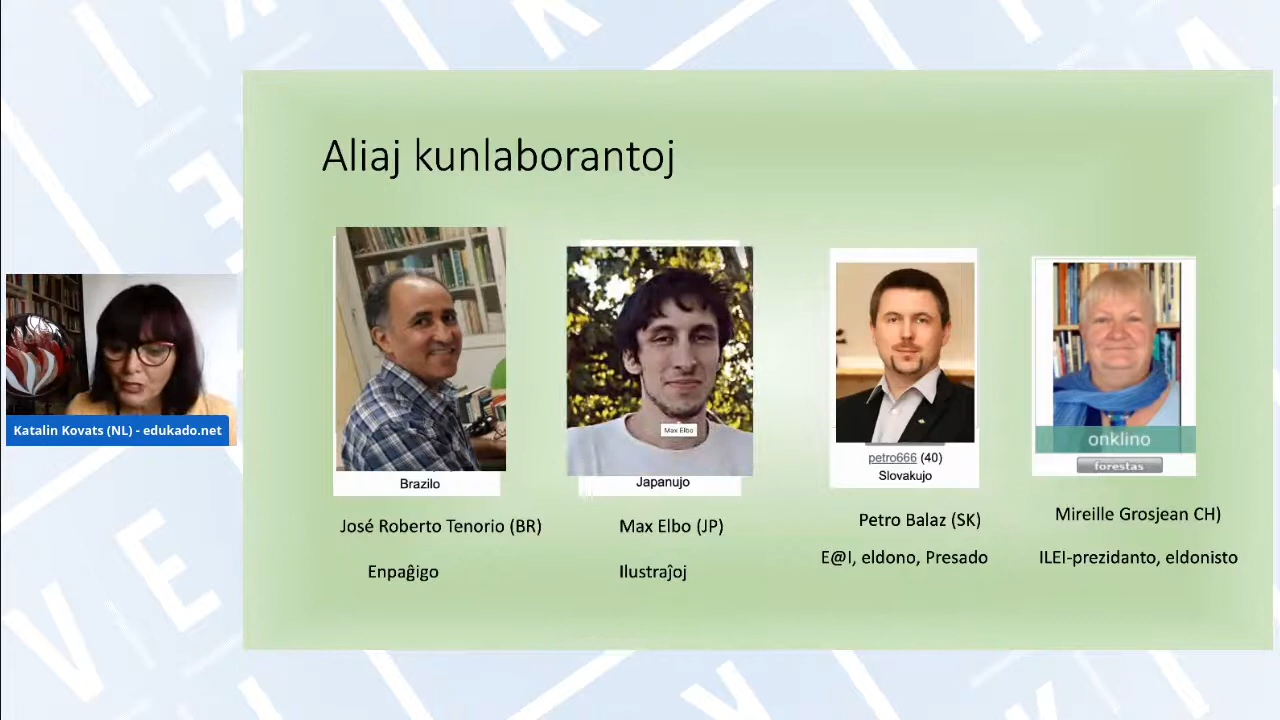 Aliaj kunlaborantoj
Katalin Kovats (NL) - edukado.net
Brazilo
José Roberto Tenorio (BR)
Enpaĝigo
Max Elbo
Japanujo
Max Elbo (JP)
Ilustraĵoj
petro666 (40)
Slovakujo
Petro Balaz (SK)
E@I, eldono, Presado
onklino
forestas
Mireille Grosjean CH)
ILEI-prezidanto, eldonisto